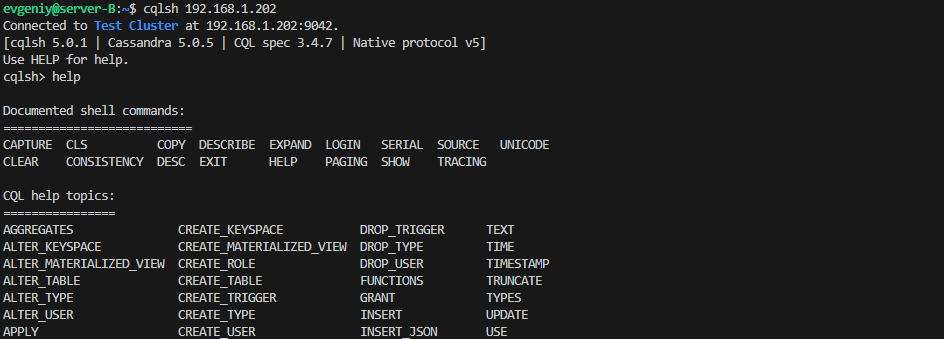 evgeniy@server-B:~$ cqlsh 192.168.1.202
Connected to Test Cluster at 192.168.1.202:9042.
[cqlsh 5.0.1 | Cassandra 5.0.5 | CQL spec 3.4.7 | Native protocol v5]
Use HELP for help.
cqlsh> help
Documented shell commands:
===========================
CAPTURE  CLS          COPY  DESCRIBE  EXPAND  LOGIN   SERIAL  SOURCE   UNICODE
CLEAR    CONSISTENCY  DESC  EXIT      HELP    PAGING  SHOW    TRACING
CQL help topics:
================
AGGREGATES               CREATE_KEYSPACE           DROP_TRIGGER      TEXT
ALTER_KEYSPACE           CREATE_MATERIALIZED_VIEW  DROP_TYPE         TIME
ALTER_MATERIALIZED_VIEW  CREATE_ROLE               DROP_USER         TIMESTAMP
ALTER_TABLE              CREATE_TABLE              FUNCTIONS         TRUNCATE
ALTER_TYPE               CREATE_TRIGGER            GRANT             TYPES
ALTER_USER               CREATE_TYPE               INSERT            UPDATE
APPLY                    CREATE_USER               INSERT_JSON       USE